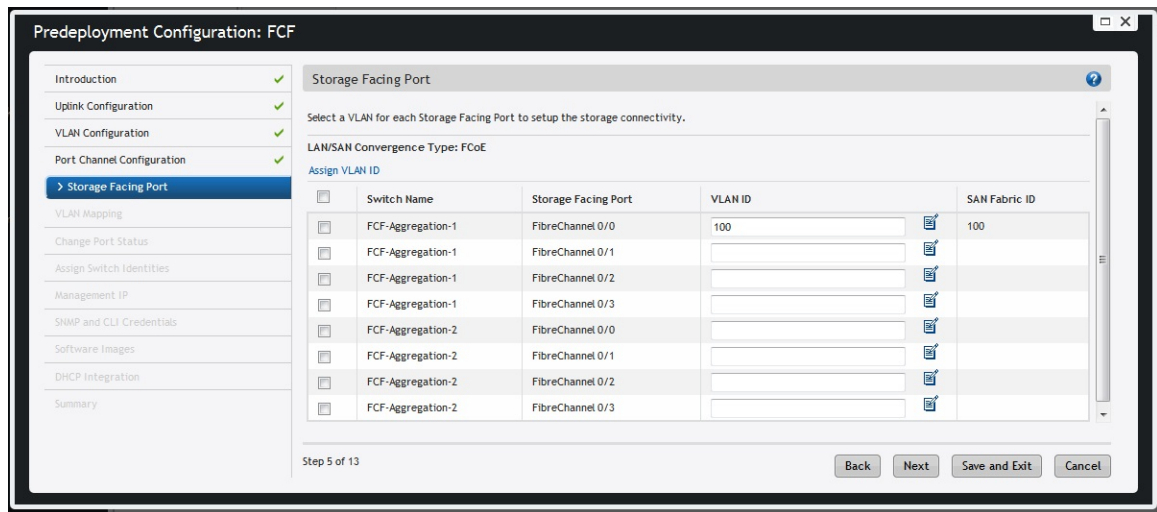 Predeployment Configuration: FCF
Introduction
Uplink Configuration
VLAN Configuration
Port Channel Configuration
> Storage Facing Port
VLAN Mapping
Change Port Status
Assign Switch Identities
Management IP
SNMP and CLI Credentials
Software Images
DHCP Integration
Summary
Storage Facing Port
Select a VLAN for each Storage Facing Port to setup the storage connectivity.
LAN/SAN Convergence Type: FCoE
Assign VLAN ID
Switch Name Storage Facing Port VLAN ID SAN Fabric ID
FCF-Aggregation-1 FibreChannel 0/0 100 100
FCF-Aggregation-1 FibreChannel 0/1
FCF-Aggregation-1 FibreChannel 0/2
FCF-Aggregation-1 FibreChannel 0/3
FCF-Aggregation-2 FibreChannel 0/0
FCF-Aggregation-2 FibreChannel 0/1
FCF-Aggregation-2 FibreChannel 0/2
FCF-Aggregation-2 FibreChannel 0/3
Step 5 of 13
Back Next Save and Exit Cancel